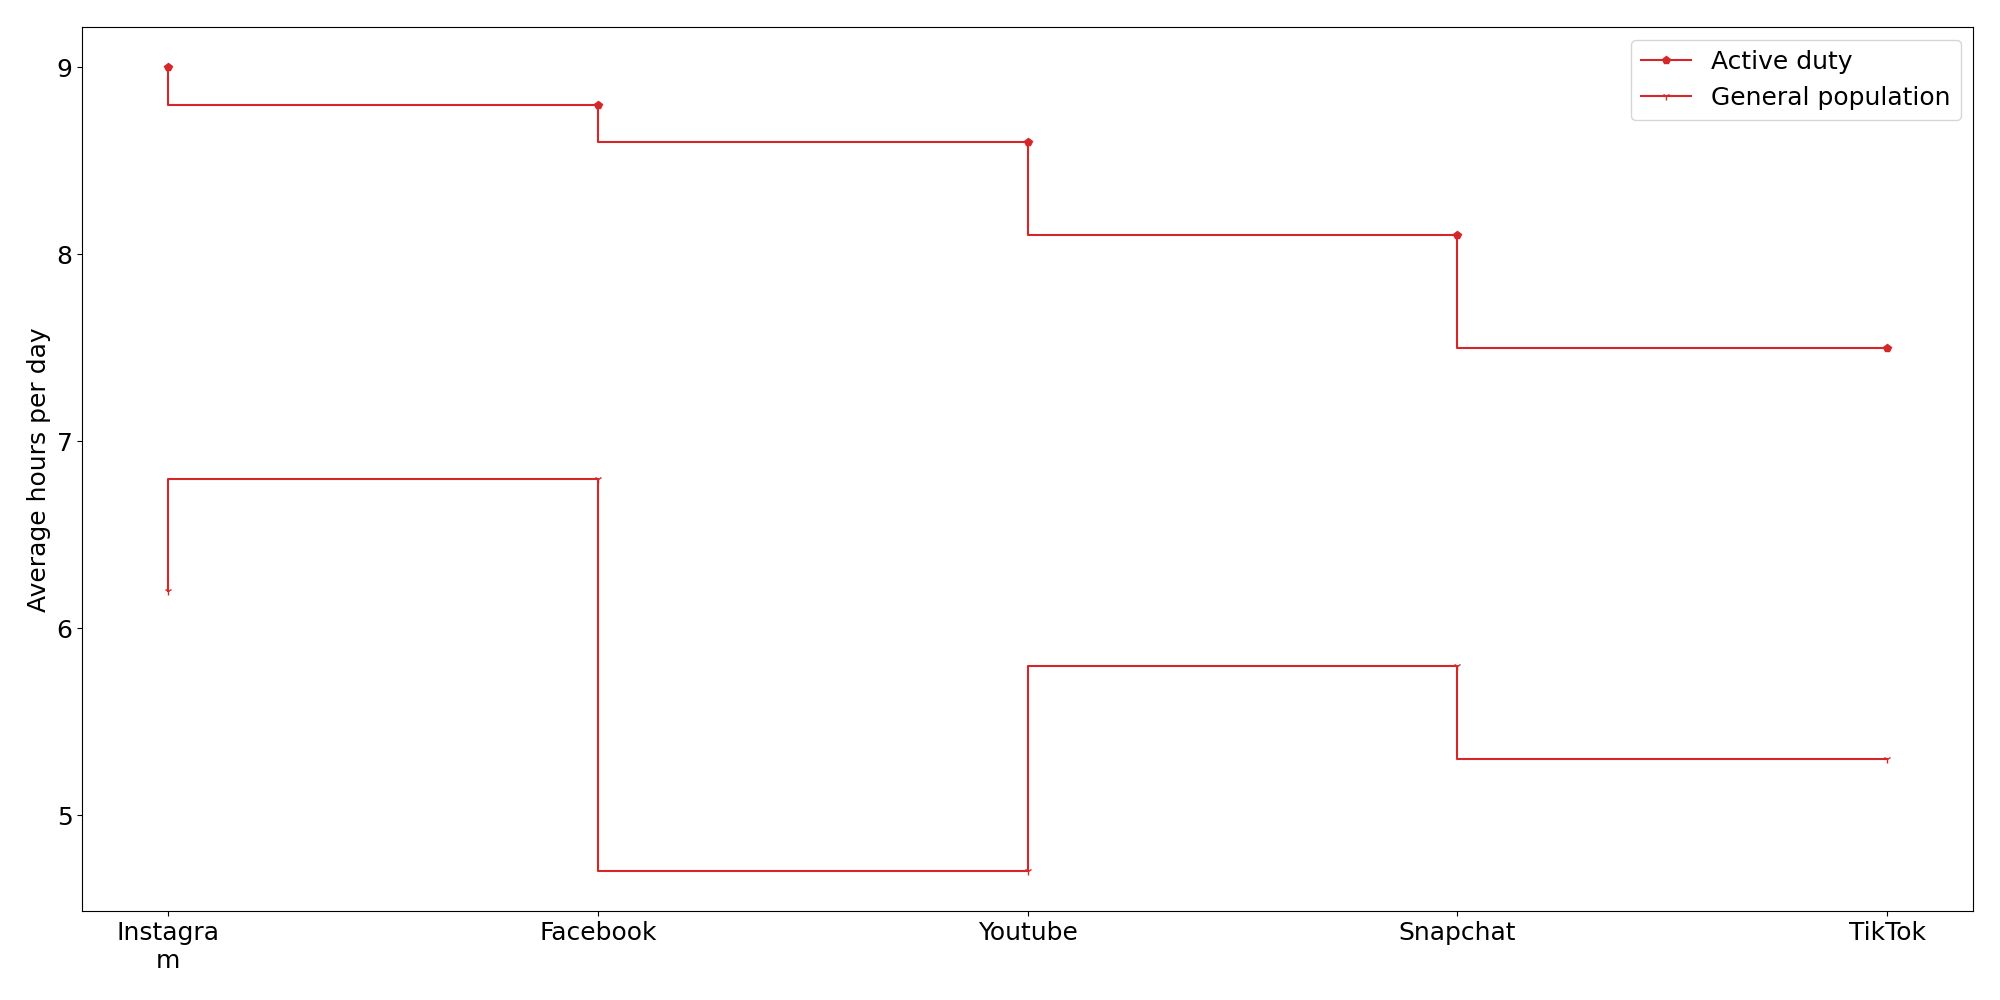 Active duty
General population
Average hours per day
9
8
7
6
5
Instagra
m
Facebook
Youtube
Snapchat
TikTok